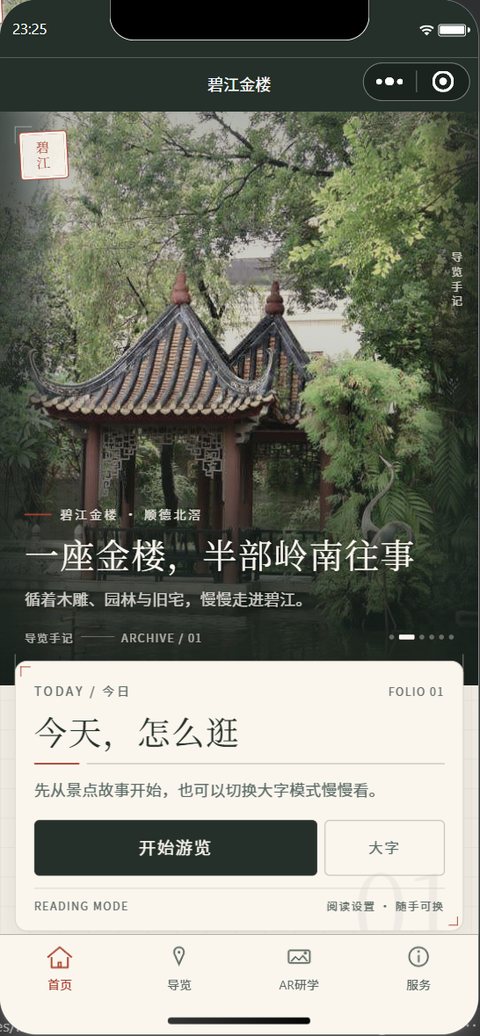 23:25
碧江金楼
碧
江
导览手记
碧江金楼 · 顺德北滘
一座金楼，半部岭南往事
循着木雕、园林与旧宅，慢慢走进碧江。
导览手记 ARCHIVE / 01
TODAY / 今日 FOLIO 01
今天，怎么逛
先从景点故事开始，也可以切换大字模式慢慢看。
开始游览 大字
01
READING MODE 阅读设置 · 随手可换
首页 导览 AR研学 服务